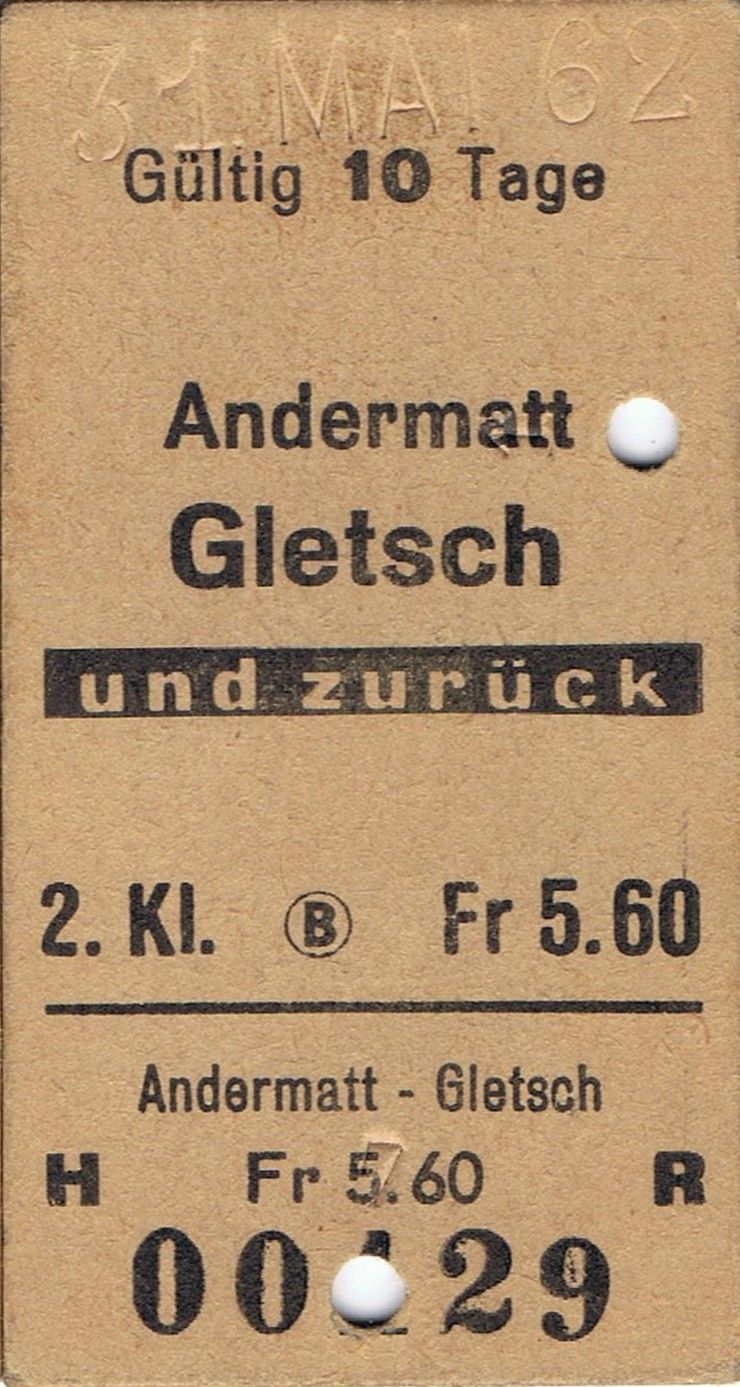 31 MAI 62
Gültig 10 Tage
Andermatt
Gletsch
und zurück
2. Kl. B Fr 5.60
Andermatt - Gletsch
H Fr 5.60 R
00129